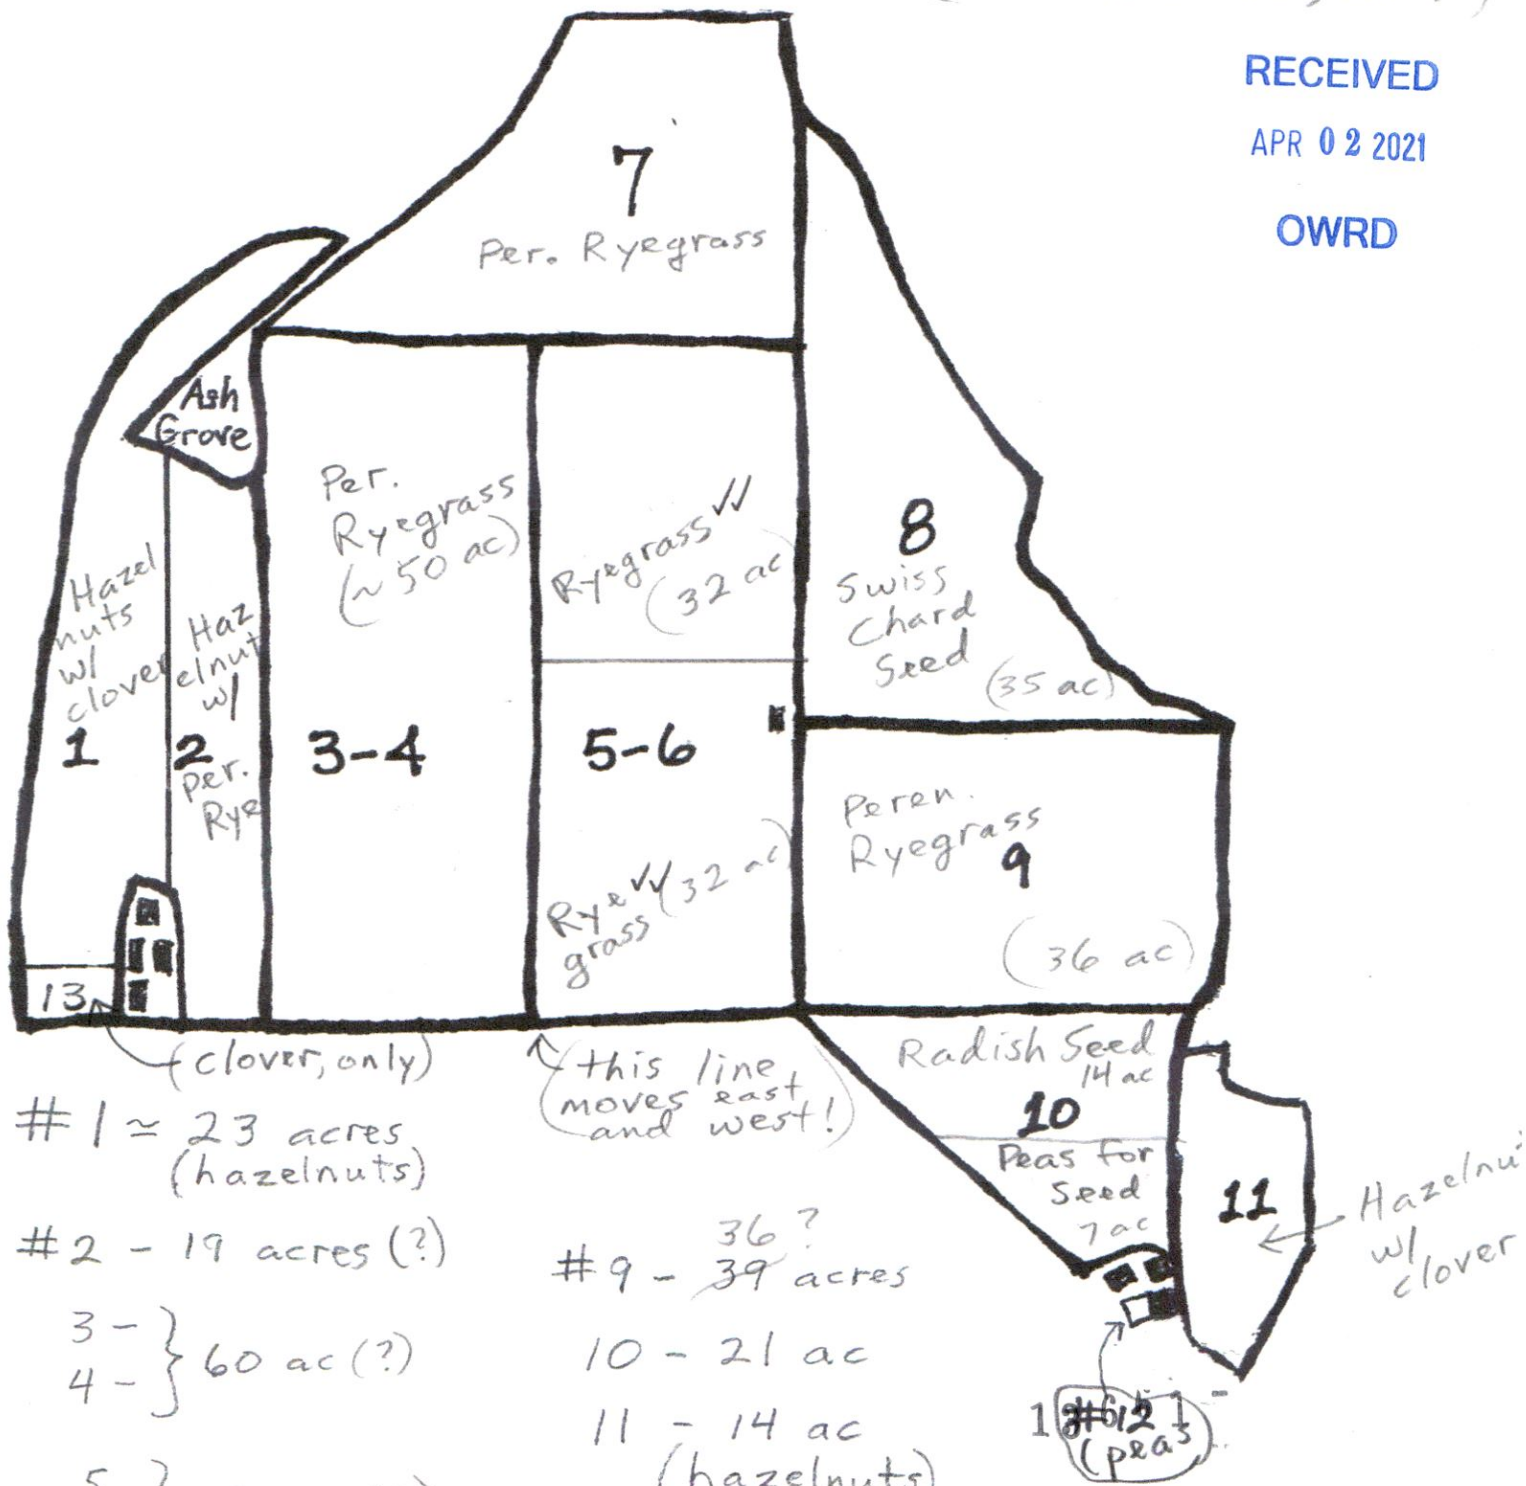 RECEIVED
APR 02 2021
OWRD
7
Per. Ryegrass
Ash
Grove
Per.
Ryegrass
(~50 ac)
Ryegrass ✓✓
(32 ac)
8
Swiss
Chard
Seed
(35 ac)
Hazel
nuts
w/
clover
1
Haz
elnut
w/
2
Per.
Rye
3-4
5-6
Peren.
Ryegrass
9
(36 ac)
Rye ✓✓ (32 ac)
grass
13
(clover, only)
(this line
moves east
and west!)
Radish Seed
14 ac
10
Peas for
Seed
7 ac
11
Hazelnu
w/
clover
#1 ≃ 23 acres
(hazelnuts)
#2 - 19 acres (?)
3 -
4 -
} 60 ac (?)
5
36 ?
#9 - 39 acres
10 - 21 ac
11 - 14 ac
(hazelnuts)
(peas